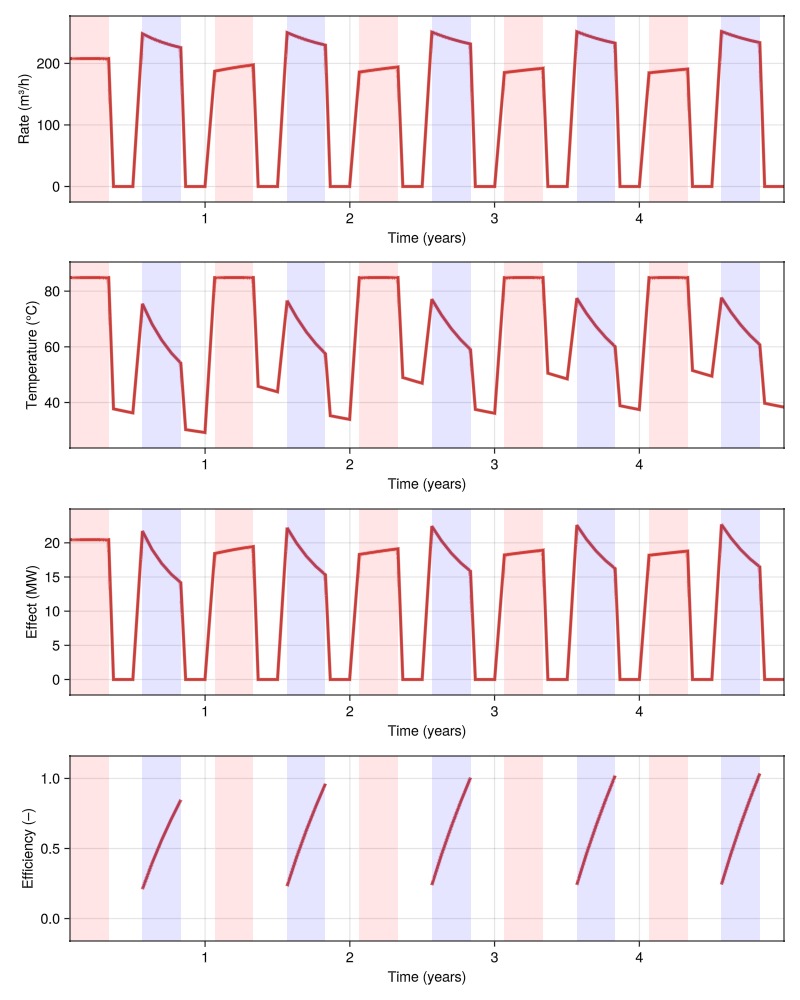 200
100
0
Rate (m³/h)
1 2 3 4
Time (years)
80
60
40
Temperature (°C)
1 2 3 4
Time (years)
20
15
10
5
0
Effect (MW)
1 2 3 4
Time (years)
1.0
0.5
0.0
Efficiency (–)
1 2 3 4
Time (years)